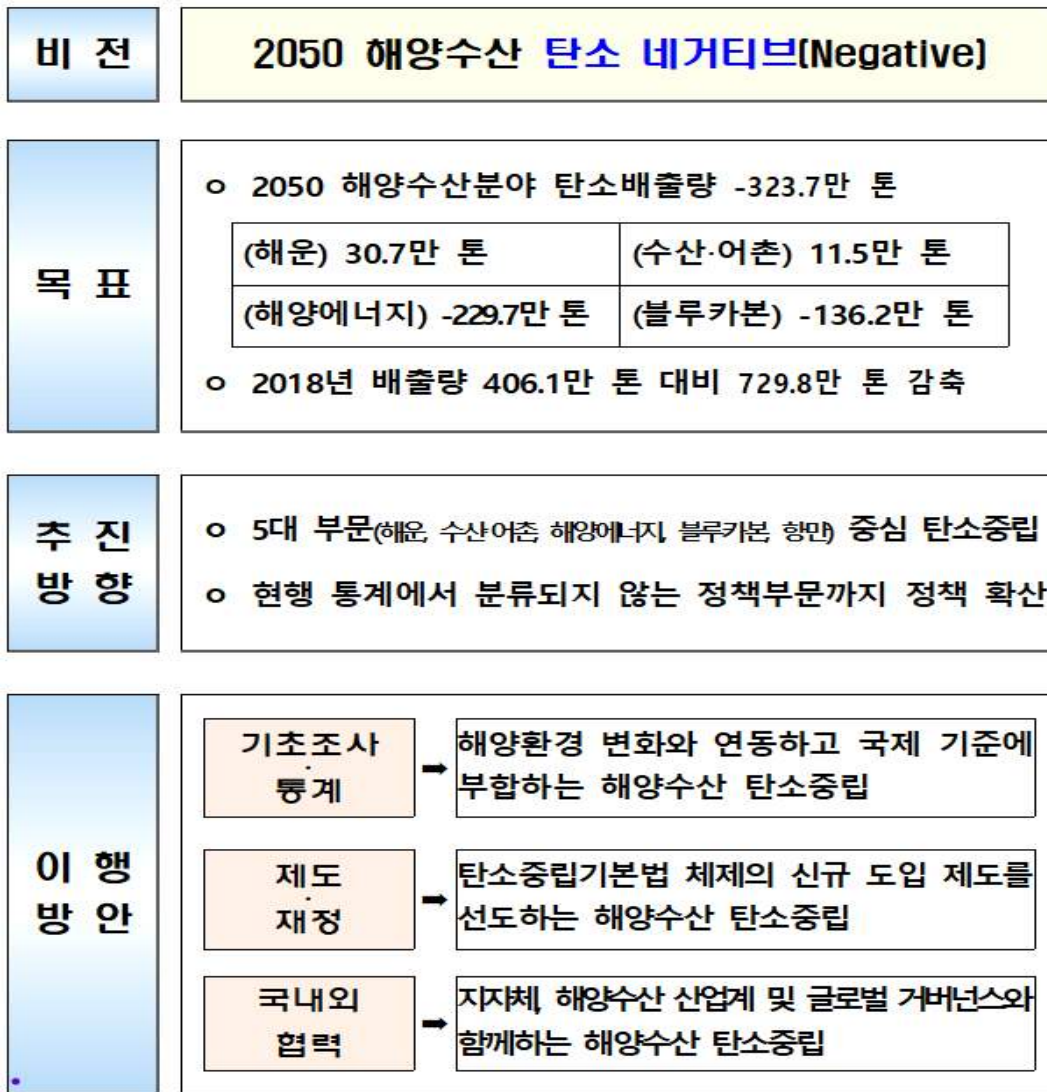 비 전
2050 해양수산 탄소 네거티브(Negative)
목 표
ㅇ 2050 해양수산분야 탄소배출량 -323.7만 톤
(해운) 30.7만 톤
(수산·어촌) 11.5만 톤
(해양에너지) -229.7만 톤
(블루카본) -136.2만 톤
ㅇ 2018년 배출량 406.1만 톤 대비 729.8만 톤 감축
추 진
방 향
ㅇ 5대 부문(해운, 수산·어촌, 해양에너지, 블루카본, 항만) 중심 탄소중립
ㅇ 현행 통계에서 분류되지 않는 정책부문까지 정책 확산
이 행
방 안
기초조사
·
통계
➡
해양환경 변화와 연동하고 국제 기준에
부합하는 해양수산 탄소중립
제도
·
재정
➡
탄소중립기본법 체제의 신규 도입 제도를
선도하는 해양수산 탄소중립
국내외
협력
➡
지자체, 해양수산 산업계 및 글로벌 거버넌스와
함께하는 해양수산 탄소중립